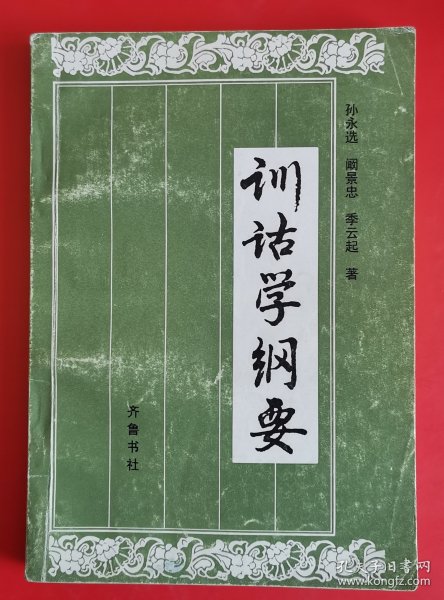 孙永选 阚景忠 季云起 著
训诂学纲要
齐鲁书社
孔夫子旧书网
www.kongfz.com